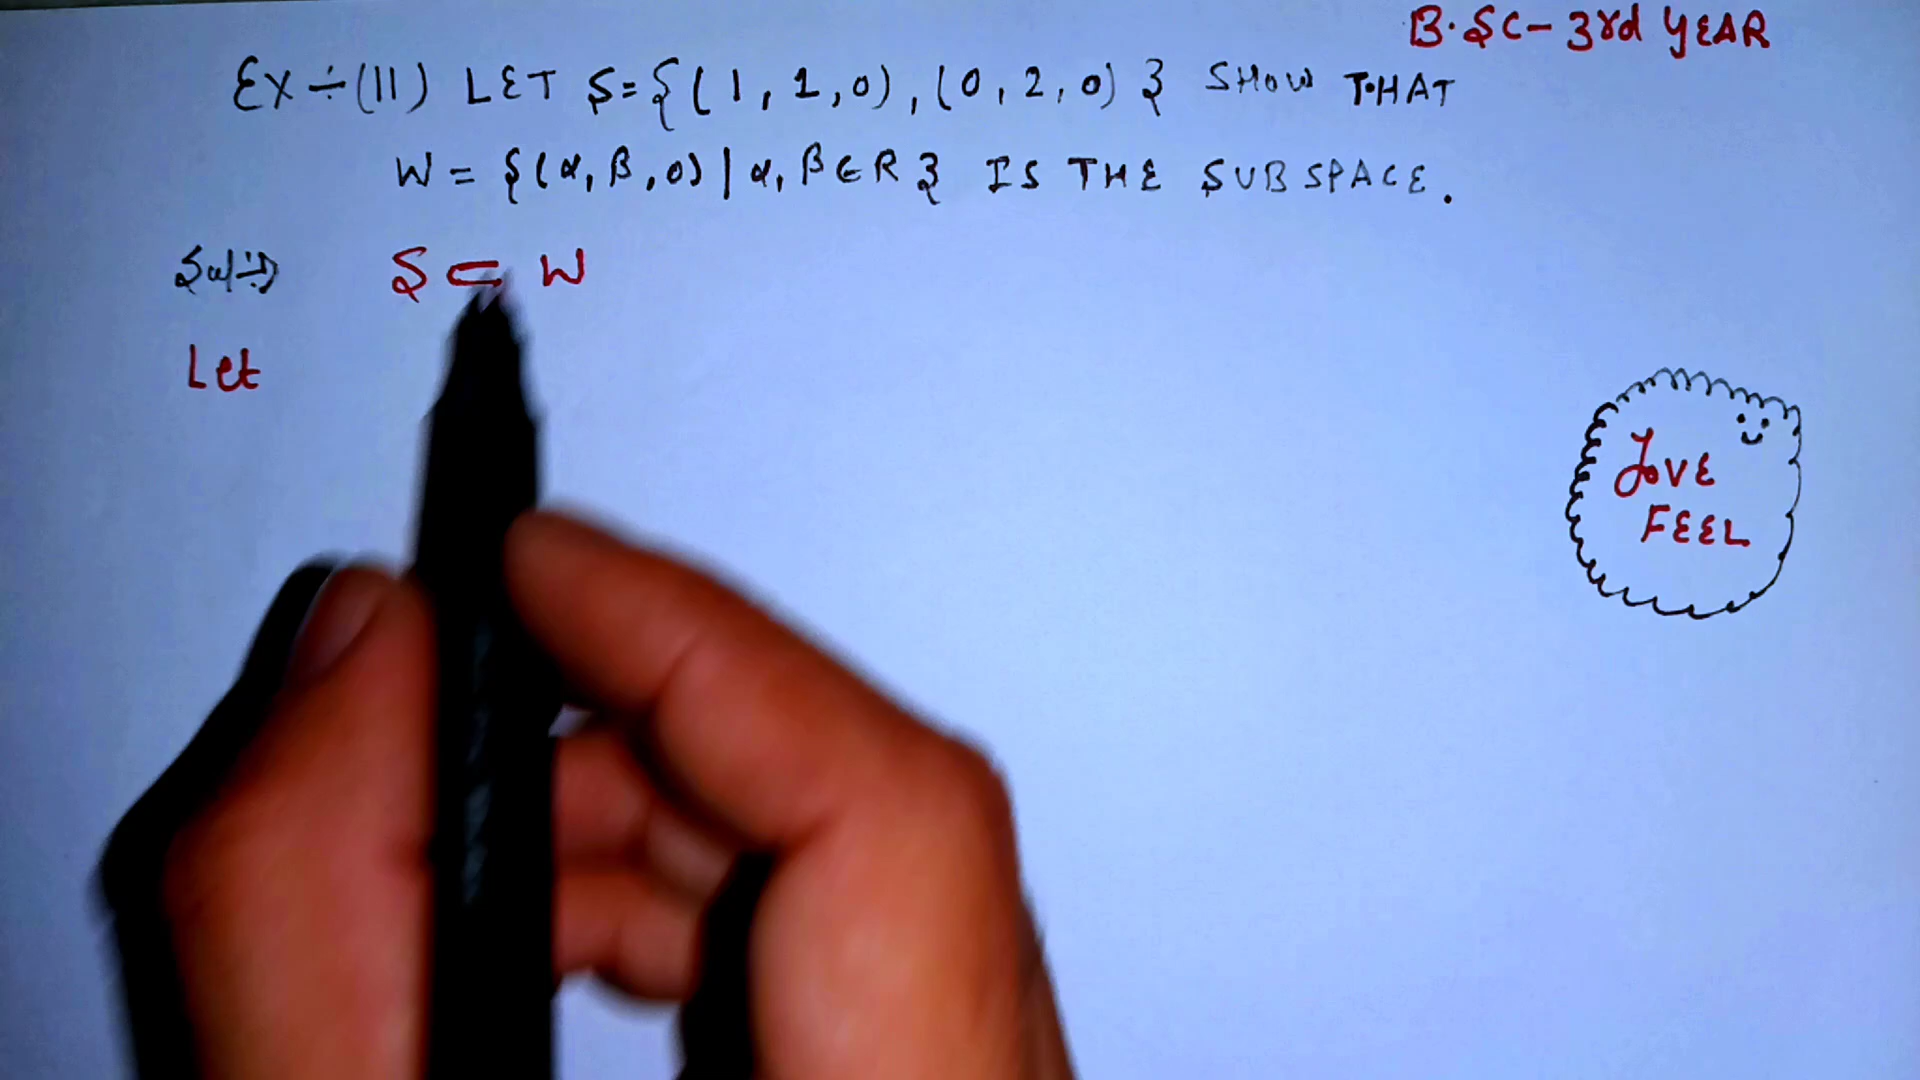 B.SC - 3rd YEAR
EX ÷ (11) LET S = {(1, 1, 0), (0, 2, 0)} SHOW THAT
W = {(α, β, 0) | α, β ∈ R} IS THE SUBSPACE.
Sol ÷) S ⊂ W
Let
LOVE
FEEL